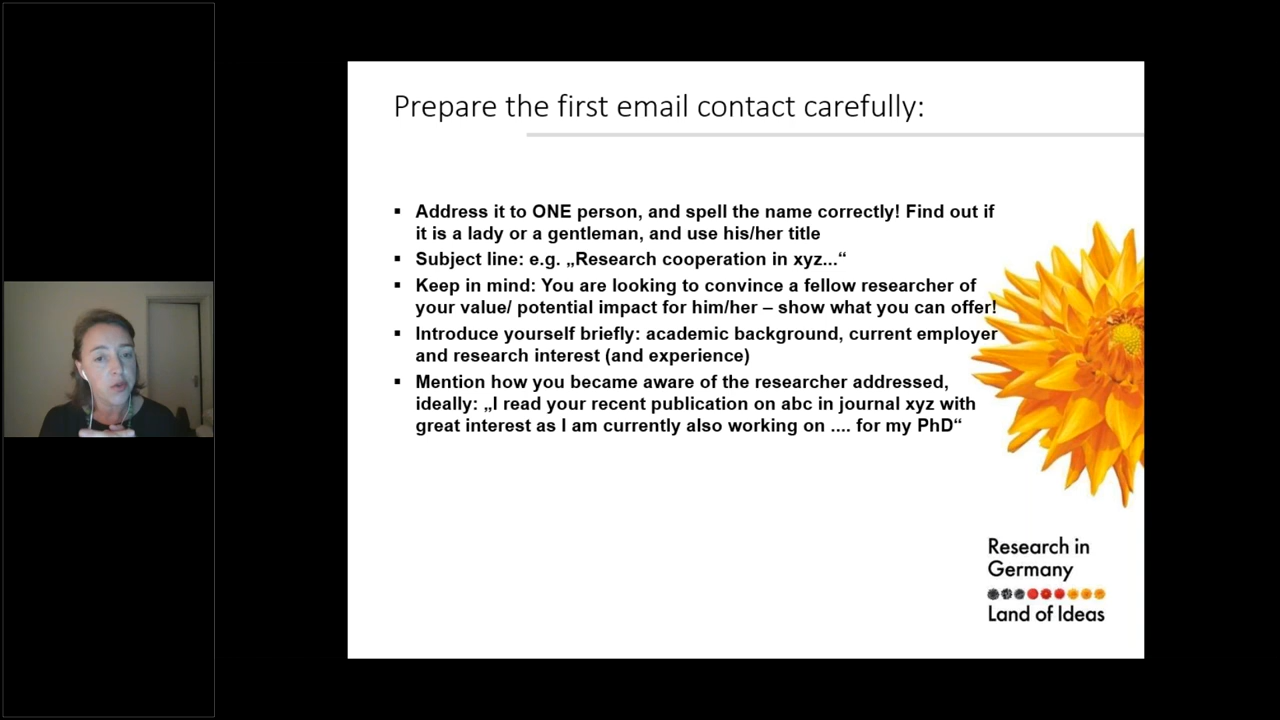 Prepare the first email contact carefully:
▪ Address it to ONE person, and spell the name correctly! Find out if
it is a lady or a gentleman, and use his/her title
▪ Subject line: e.g. „Research cooperation in xyz...“
▪ Keep in mind: You are looking to convince a fellow researcher of
your value/ potential impact for him/her – show what you can offer!
▪ Introduce yourself briefly: academic background, current employer
and research interest (and experience)
▪ Mention how you became aware of the researcher addressed,
ideally: „I read your recent publication on abc in journal xyz with
great interest as I am currently also working on .... for my PhD“
Research in
Germany
Land of Ideas